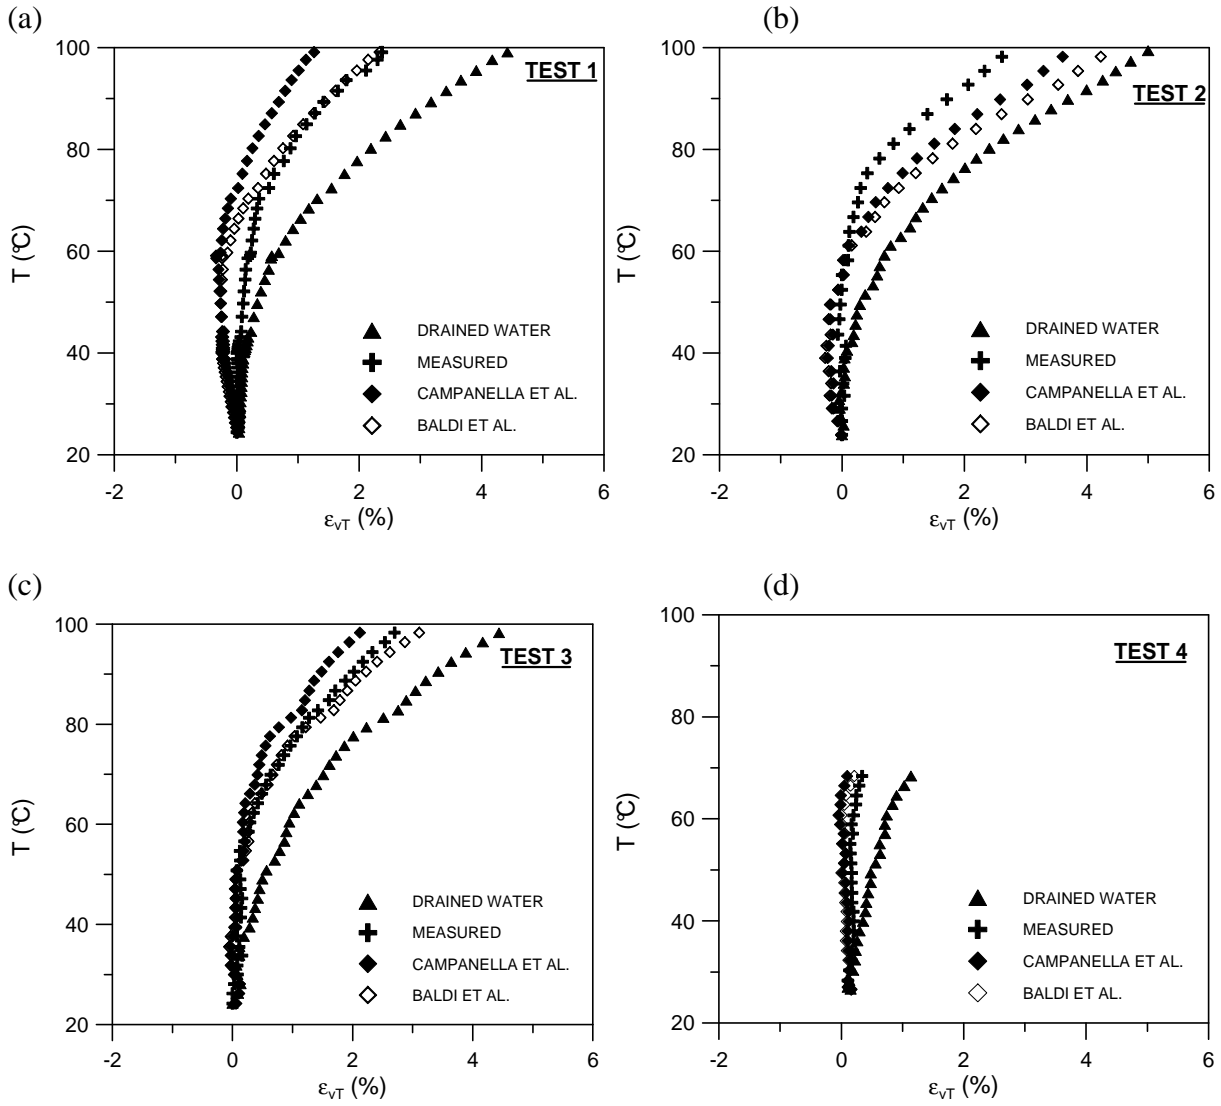 (a)
100
80
60
40
20
T (°C)
TEST 1
DRAINED WATER
MEASURED
CAMPANELLA ET AL.
BALDI ET AL.
-2 0 2 4 6
εvT (%)
(b)
100
80
60
40
20
T (°C)
TEST 2
DRAINED WATER
MEASURED
CAMPANELLA ET AL.
BALDI ET AL.
-2 0 2 4 6
εvT (%)
(c)
100
80
60
40
20
T (°C)
TEST 3
DRAINED WATER
MEASURED
CAMPANELLA ET AL.
BALDI ET AL.
-2 0 2 4 6
εvT (%)
(d)
100
80
60
40
20
T (°C)
TEST 4
DRAINED WATER
MEASURED
CAMPANELLA ET AL.
BALDI ET AL.
-2 0 2 4 6
εvT (%)